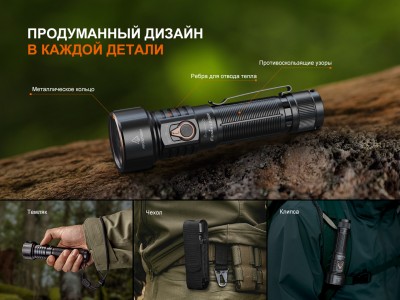 ПРОДУМАННЫЙ ДИЗАЙН
В КАЖДОЙ ДЕТАЛИ
Противоскользящие узоры
Ребра для отвода тепла
Металлическое кольцо
Темляк
Чехол
Клипса